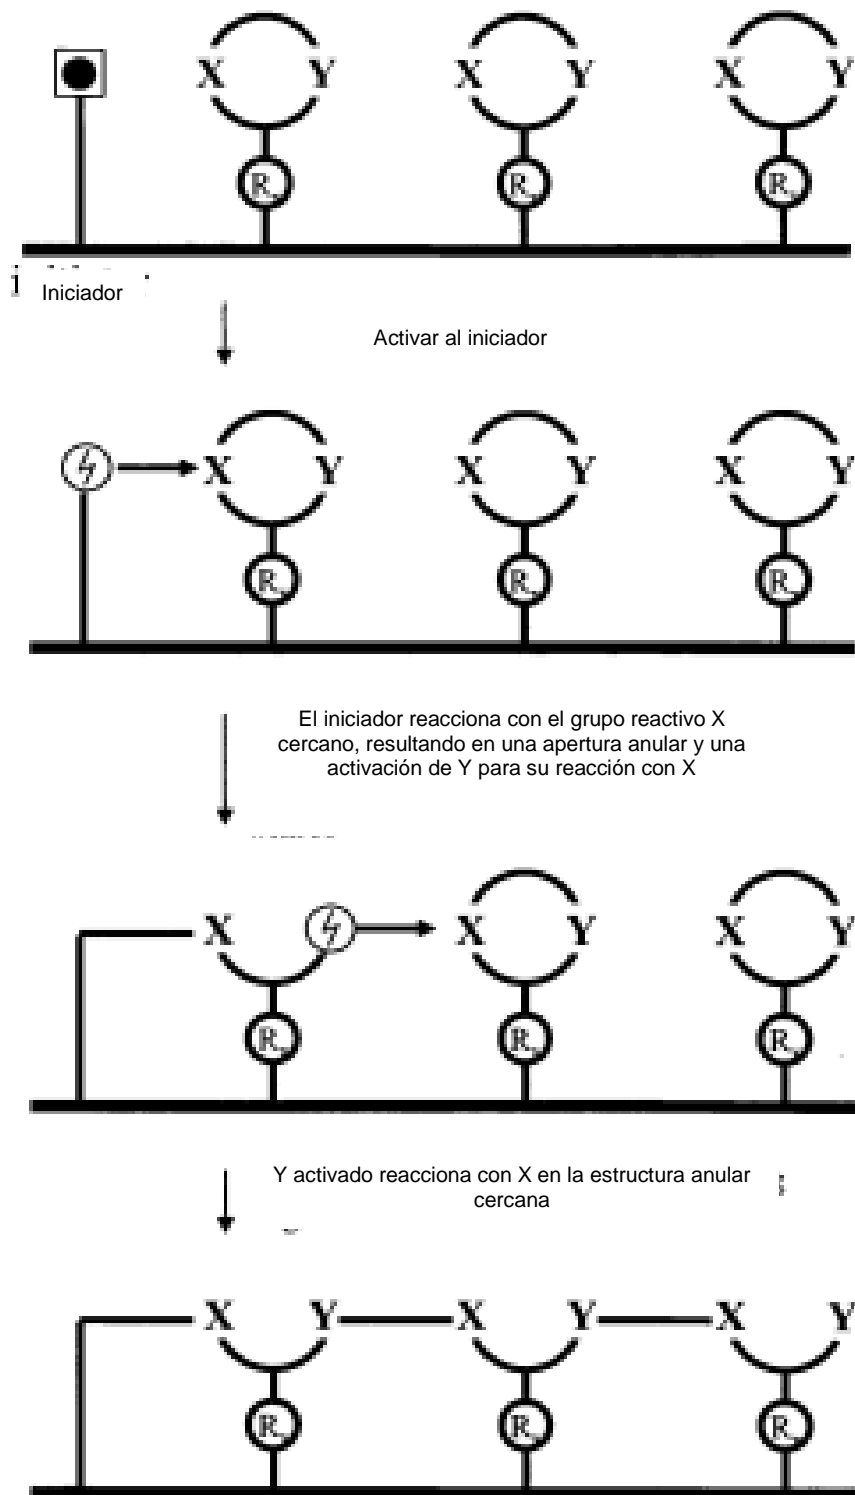 X Y X Y X Y
R R R
Iniciador
Activar al iniciador
X Y X Y X Y
R R R
El iniciador reacciona con el grupo reactivo X
cercano, resultando en una apertura anular y una
activación de Y para su reacción con X
X X Y X Y
R R R
Y activado reacciona con X en la estructura anular
cercana
X Y X Y X Y
R R R